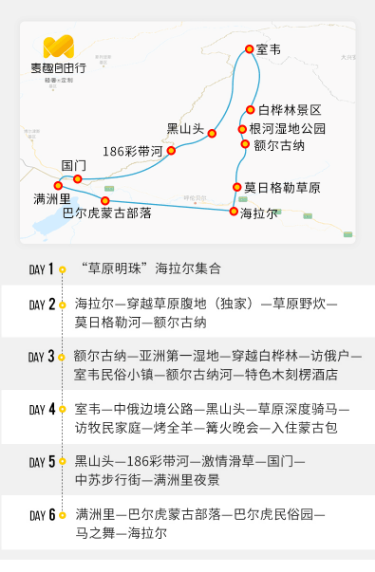 麦趣自由行
室韦
白桦林景区
根河湿地公园
额尔古纳
黑山头
186彩带河
国门
满洲里
巴尔虎蒙古部落
莫日格勒草原
海拉尔
DAY 1 “草原明珠”海拉尔集合
DAY 2 海拉尔—穿越草原腹地（独家）—草原野炊—
莫日格勒河—额尔古纳
DAY 3 额尔古纳—亚洲第一湿地—穿越白桦林—访俄户—
室韦民俗小镇—额尔古纳河—特色木刻楞酒店
DAY 4 室韦—中俄边境公路—黑山头—草原深度骑马—
访牧民家庭—烤全羊—篝火晚会—入住蒙古包
DAY 5 黑山头—186彩带河—激情滑草—国门—
中苏步行街—满洲里夜景
DAY 6 满洲里—巴尔虎蒙古部落—巴尔虎民俗园—
马之舞—海拉尔